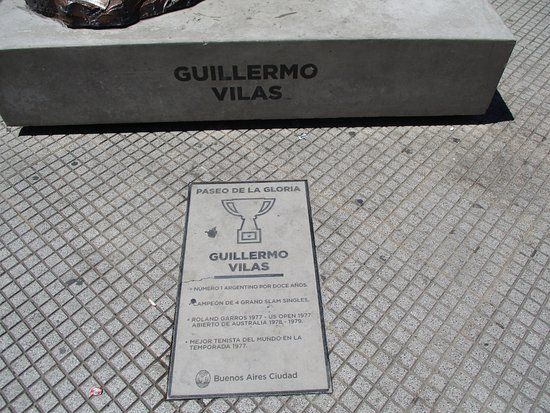 GUILLERMO
VILAS
PASEO DE LA GLORIA
GUILLERMO
VILAS
• NÚMERO 1 ARGENTINO POR DOCE AÑOS.
• CAMPEÓN DE 4 GRAND SLAM SINGLES.
• ROLAND GARROS 1977 - US OPEN 1977
ABIERTO DE AUSTRALIA 1978 - 1979.
• MEJOR TENISTA DEL MUNDO EN LA
TEMPORADA 1977.
Buenos Aires Ciudad